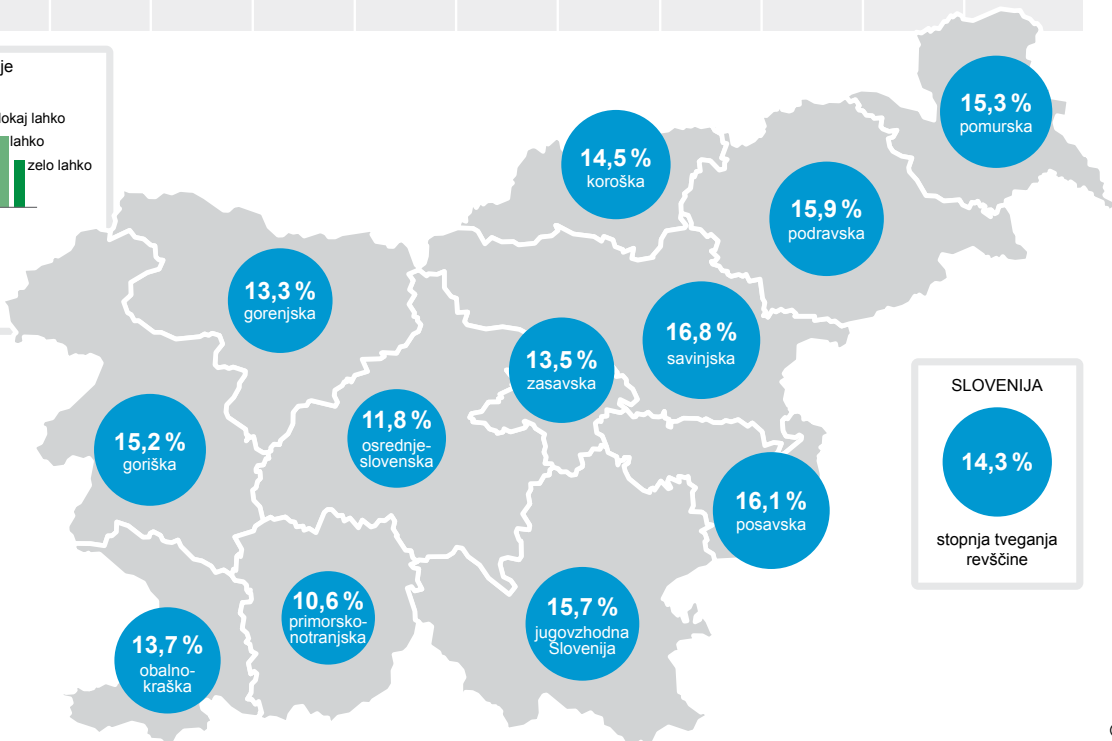 je
lahko
lahko
zelo lahko
15,3 %
pomurska
14,5 %
koroška
15,9 %
podravska
13,3 %
gorenjska
16,8 %
savinjska
13,5 %
zasavska
11,8 %
osrednje-
slovenska
15,2 %
goriška
16,1 %
posavska
SLOVENIJA
14,3 %
stopnja tveganja
revščine
10,6 %
primorsko-
notranjska
15,7 %
jugovzhodna
Slovenija
13,7 %
obalno-
kraška